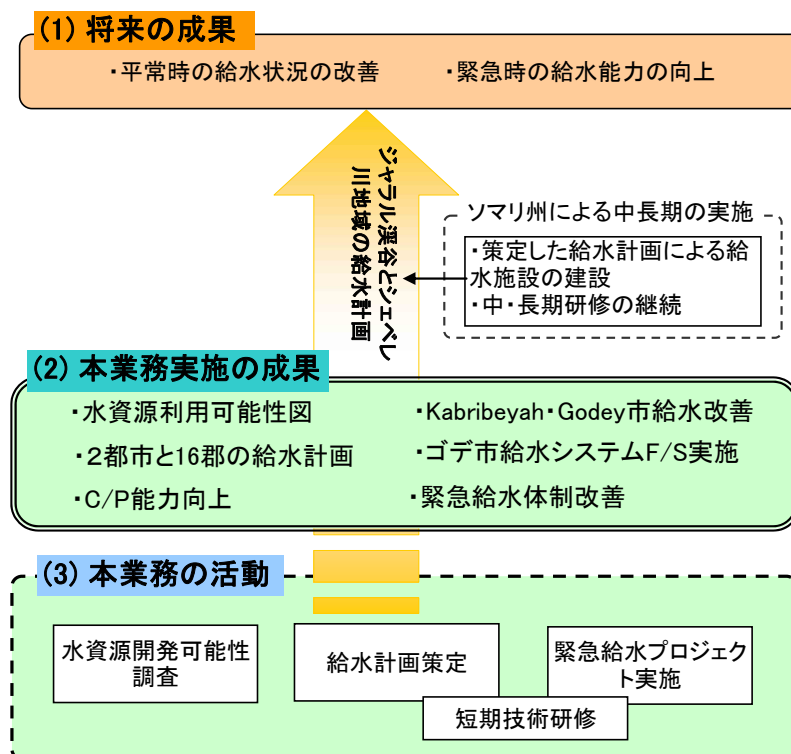 (1) 将来の成果
・平常時の給水状況の改善
・緊急時の給水能力の向上
ジャラル渓谷とシェベレ
川地域の給水計画
ソマリ州による中長期の実施
・策定した給水計画による給
水施設の建設
・中・長期研修の継続
(2) 本業務実施の成果
・水資源利用可能性図
・Kabribeyah・Godey市給水改善
・２都市と16郡の給水計画
・ゴデ市給水システムF/S実施
・C/P能力向上
・緊急給水体制改善
(3) 本業務の活動
水資源開発可能性
調査
給水計画策定
緊急給水プロジェク
ト実施
短期技術研修